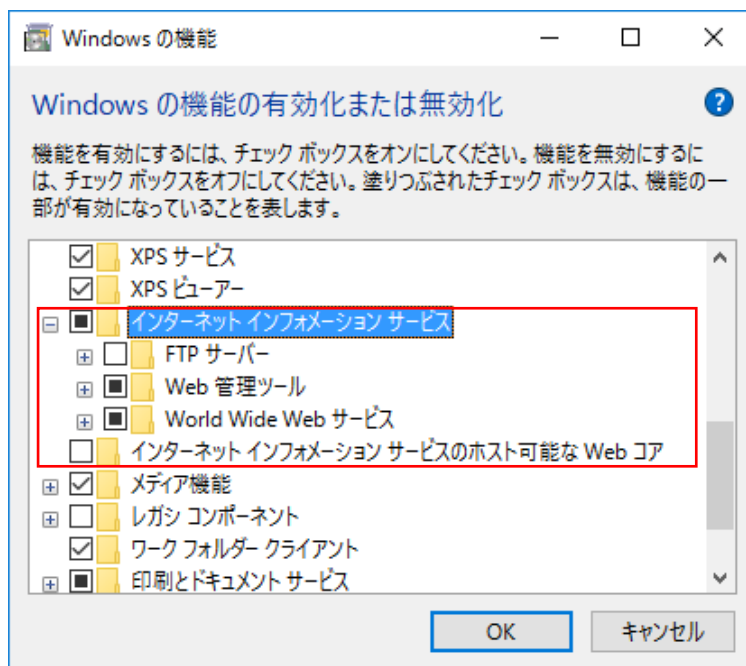 Windows の機能
Windows の機能の有効化または無効化
機能を有効にするには、チェック ボックスをオンにしてください。機能を無効にするに
は、チェック ボックスをオフにしてください。塗りつぶされたチェック ボックスは、機能の一
部が有効になっていることを表します。
XPS サービス
XPS ビューアー
インターネット インフォメーション サービス
FTP サーバー
Web 管理ツール
World Wide Web サービス
インターネット インフォメーション サービスのホスト可能な Web コア
メディア機能
レガシ コンポーネント
ワーク フォルダー クライアント
印刷とドキュメント サービス
OK
キャンセル